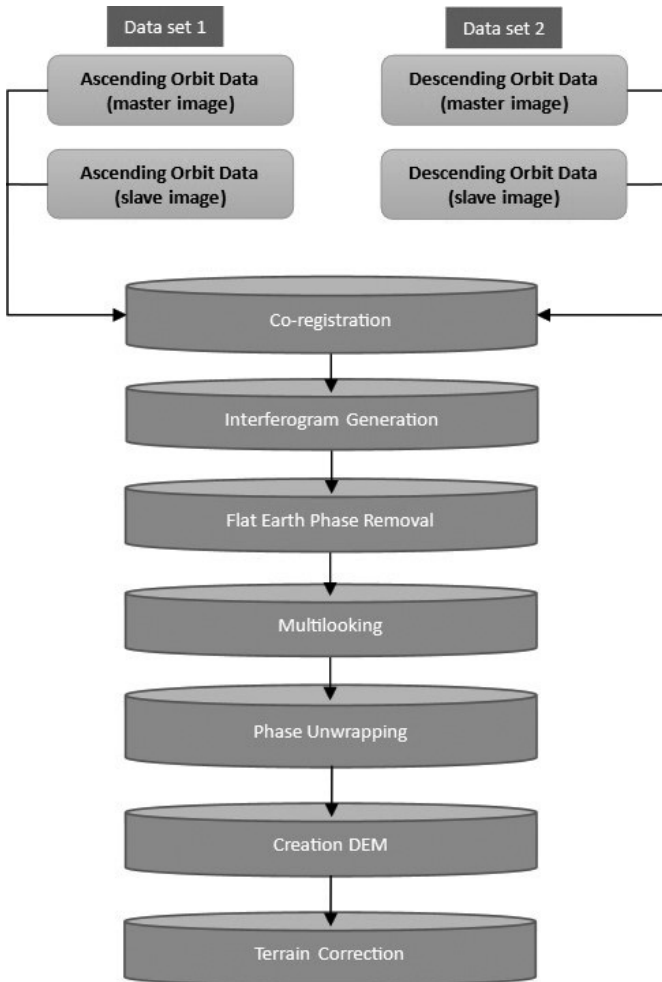 Data set 1
Data set 2
Ascending Orbit Data
(master image)
Descending Orbit Data
(master image)
Ascending Orbit Data
(slave image)
Descending Orbit Data
(slave image)
Co-registration
Interferogram Generation
Flat Earth Phase Removal
Multilooking
Phase Unwrapping
Creation DEM
Terrain Correction